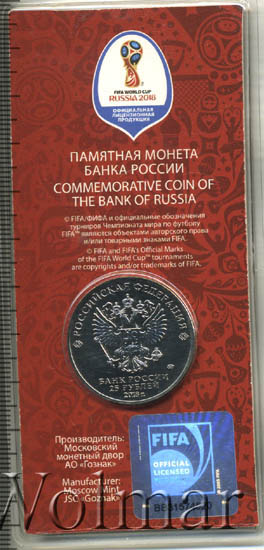 FIFA WORLD CUP
RUSSIA 2018
ОФИЦИАЛЬНАЯ
ЛИЦЕНЗИОННАЯ
ПРОДУКЦИЯ
ПАМЯТНАЯ МОНЕТА
БАНКА РОССИИ
COMMEMORATIVE COIN OF
THE BANK OF RUSSIA
© FIFA/ФИФА и официальные обозначения
турниров Чемпионата мира по футболу
FIFA™ являются объектами авторского права
и/или товарными знаками FIFA.
© FIFA and FIFA's Official Marks
of the FIFA World Cup™ tournaments
are copyrights and/or trademarks of FIFA.
РОССИЙСКАЯ ФЕДЕРАЦИЯ
БАНК РОССИИ
25 РУБЛЕЙ
2018 г.
Производитель:
Московский
монетный двор
АО «Гознак»
Manufacturer:
Moscow Mint
JSC «Goznak»
FIFA
OFFICIAL
LICENSED
Volmar